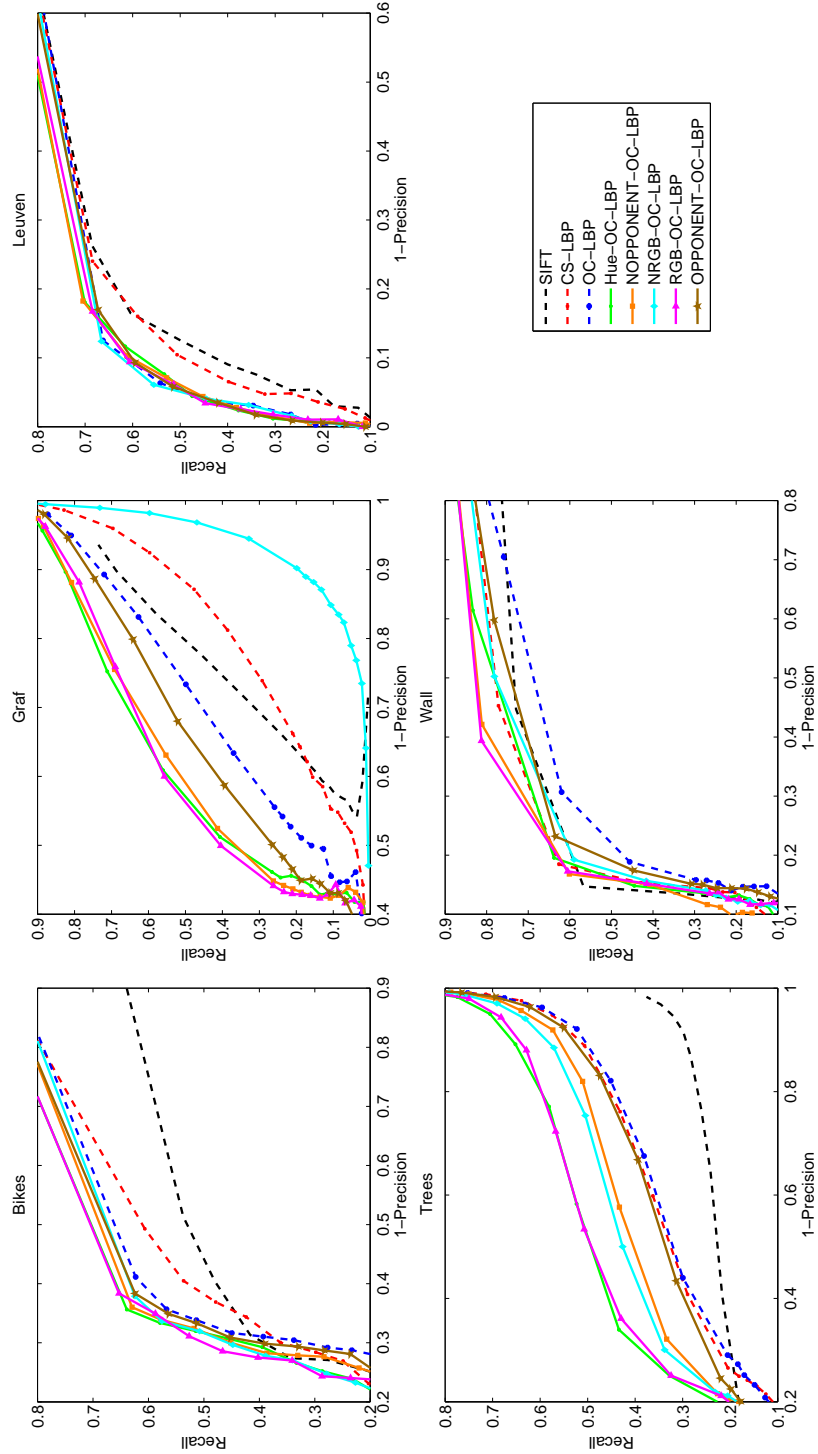 Bikes
0.8
0.7
0.6
0.5
0.4
0.3
0.2
Recall
0.2 0.3 0.4 0.5 0.6 0.7 0.8 0.9
1−Precision
Graf
0.9
0.8
0.7
0.6
0.5
0.4
0.3
0.2
0.1
0
Recall
0.4 0.5 0.6 0.7 0.8 0.9 1
1−Precision
Leuven
0.8
0.7
0.6
0.5
0.4
0.3
0.2
0.1
Recall
0 0.1 0.2 0.3 0.4 0.5 0.6
1−Precision
Trees
0.8
0.7
0.6
0.5
0.4
0.3
0.2
0.1
Recall
0.2 0.4 0.6 0.8 1
1−Precision
Wall
0.9
0.8
0.7
0.6
0.5
0.4
0.3
0.2
0.1
Recall
0.1 0.2 0.3 0.4 0.5 0.6 0.7 0.8
1−Precision
SIFT
CS−LBP
OC−LBP
Hue−OC−LBP
NOPPONENT−OC−LBP
NRGB−OC−LBP
RGB−OC−LBP
OPPONENT−OC−LBP